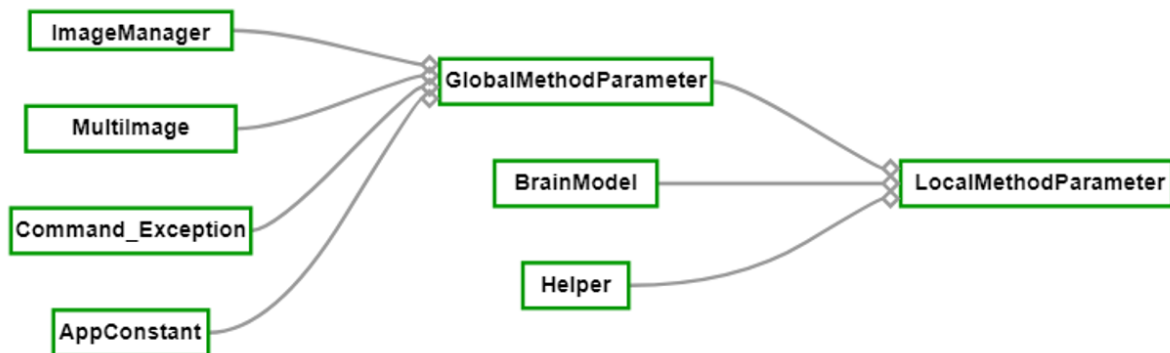 ImageManager
GlobalMethodParameter
MultiImage
BrainModel
LocalMethodParameter
Command_Exception
Helper
AppConstant